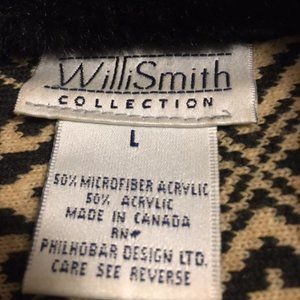 WilliSmith
COLLECTION
L
50% MICROFIBER ACRYLIC
50% ACRYLIC
MADE IN CANADA
RN#
PHILHOBAR DESIGN LTD.
CARE SEE REVERSE